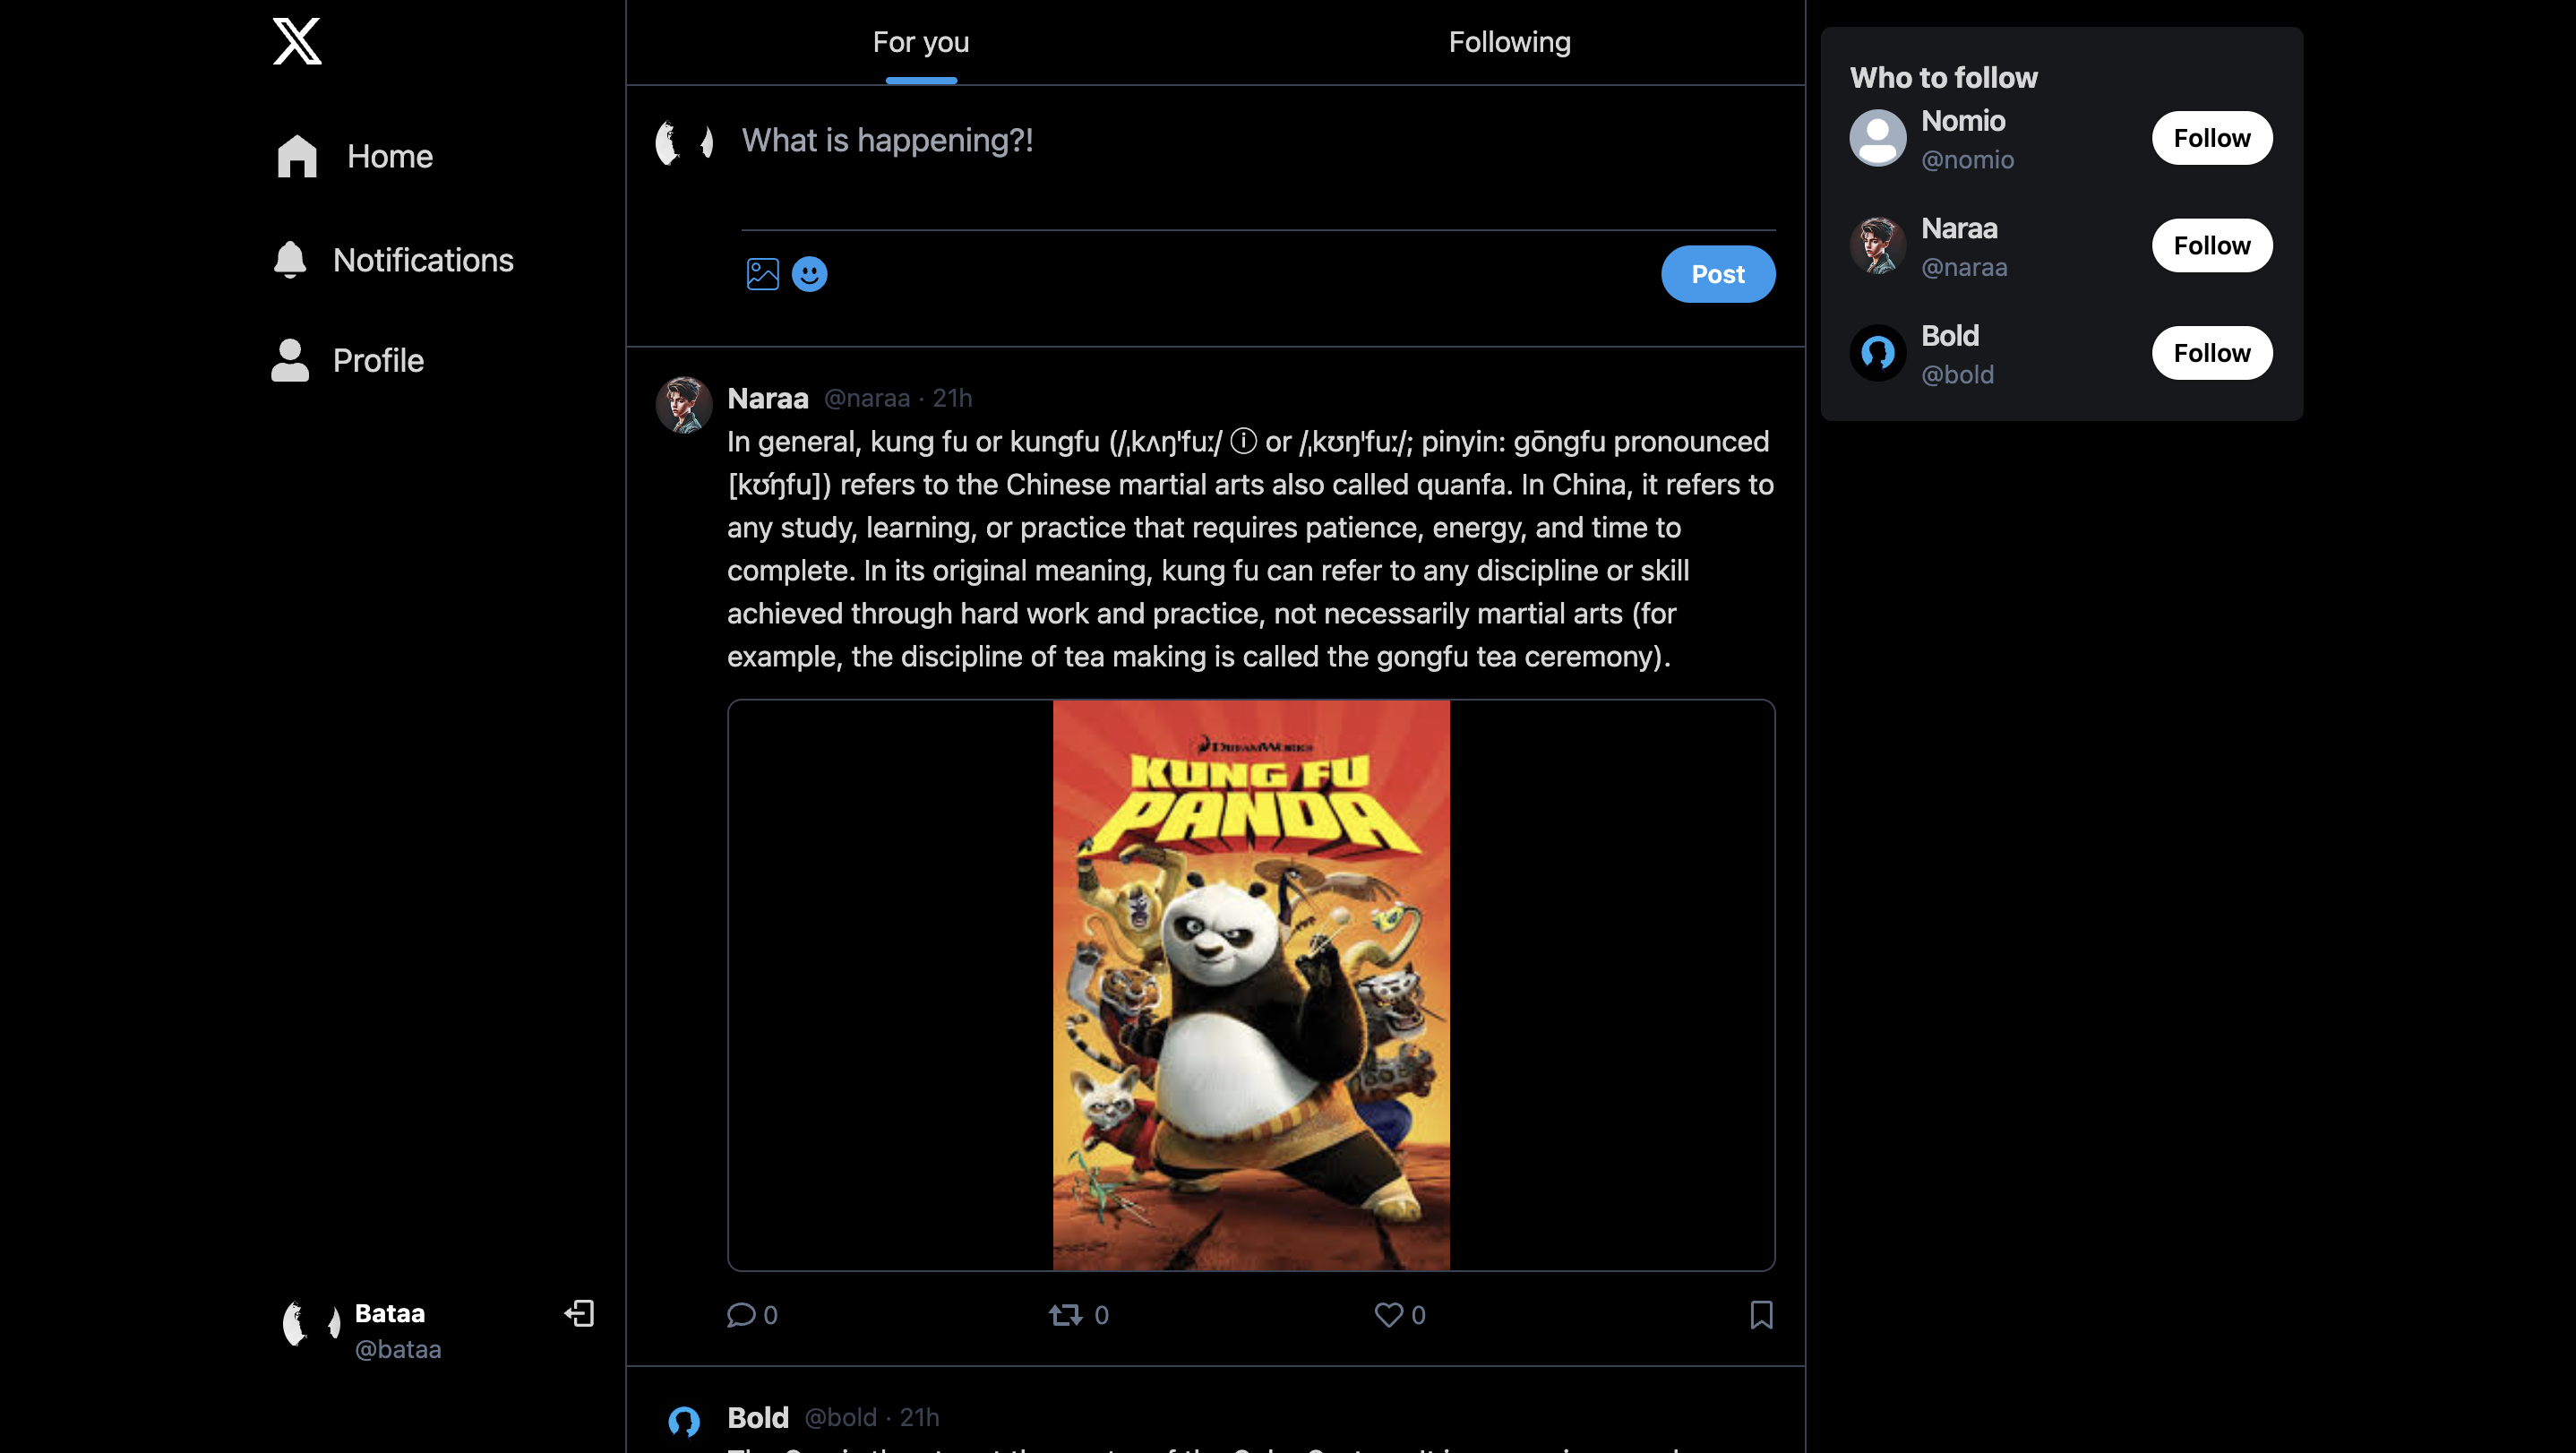 Home
Notifications
Profile
Bataa
@bataa
For you
Following
What is happening?!
Post
Naraa @naraa · 21h
In general, kung fu or kungfu (/ˌkʌŋˈfuː/ ⓘ or /ˌkʊŋˈfuː/; pinyin: gōngfu pronounced
[kʊ́ŋfu]) refers to the Chinese martial arts also called quanfa. In China, it refers to
any study, learning, or practice that requires patience, energy, and time to
complete. In its original meaning, kung fu can refer to any discipline or skill
achieved through hard work and practice, not necessarily martial arts (for
example, the discipline of tea making is called the gongfu tea ceremony).
DREAMWORKS
KUNG FU
PANDA
0 0 0
Bold @bold · 21h
Who to follow
Nomio
@nomio
Follow
Naraa
@naraa
Follow
Bold
@bold
Follow